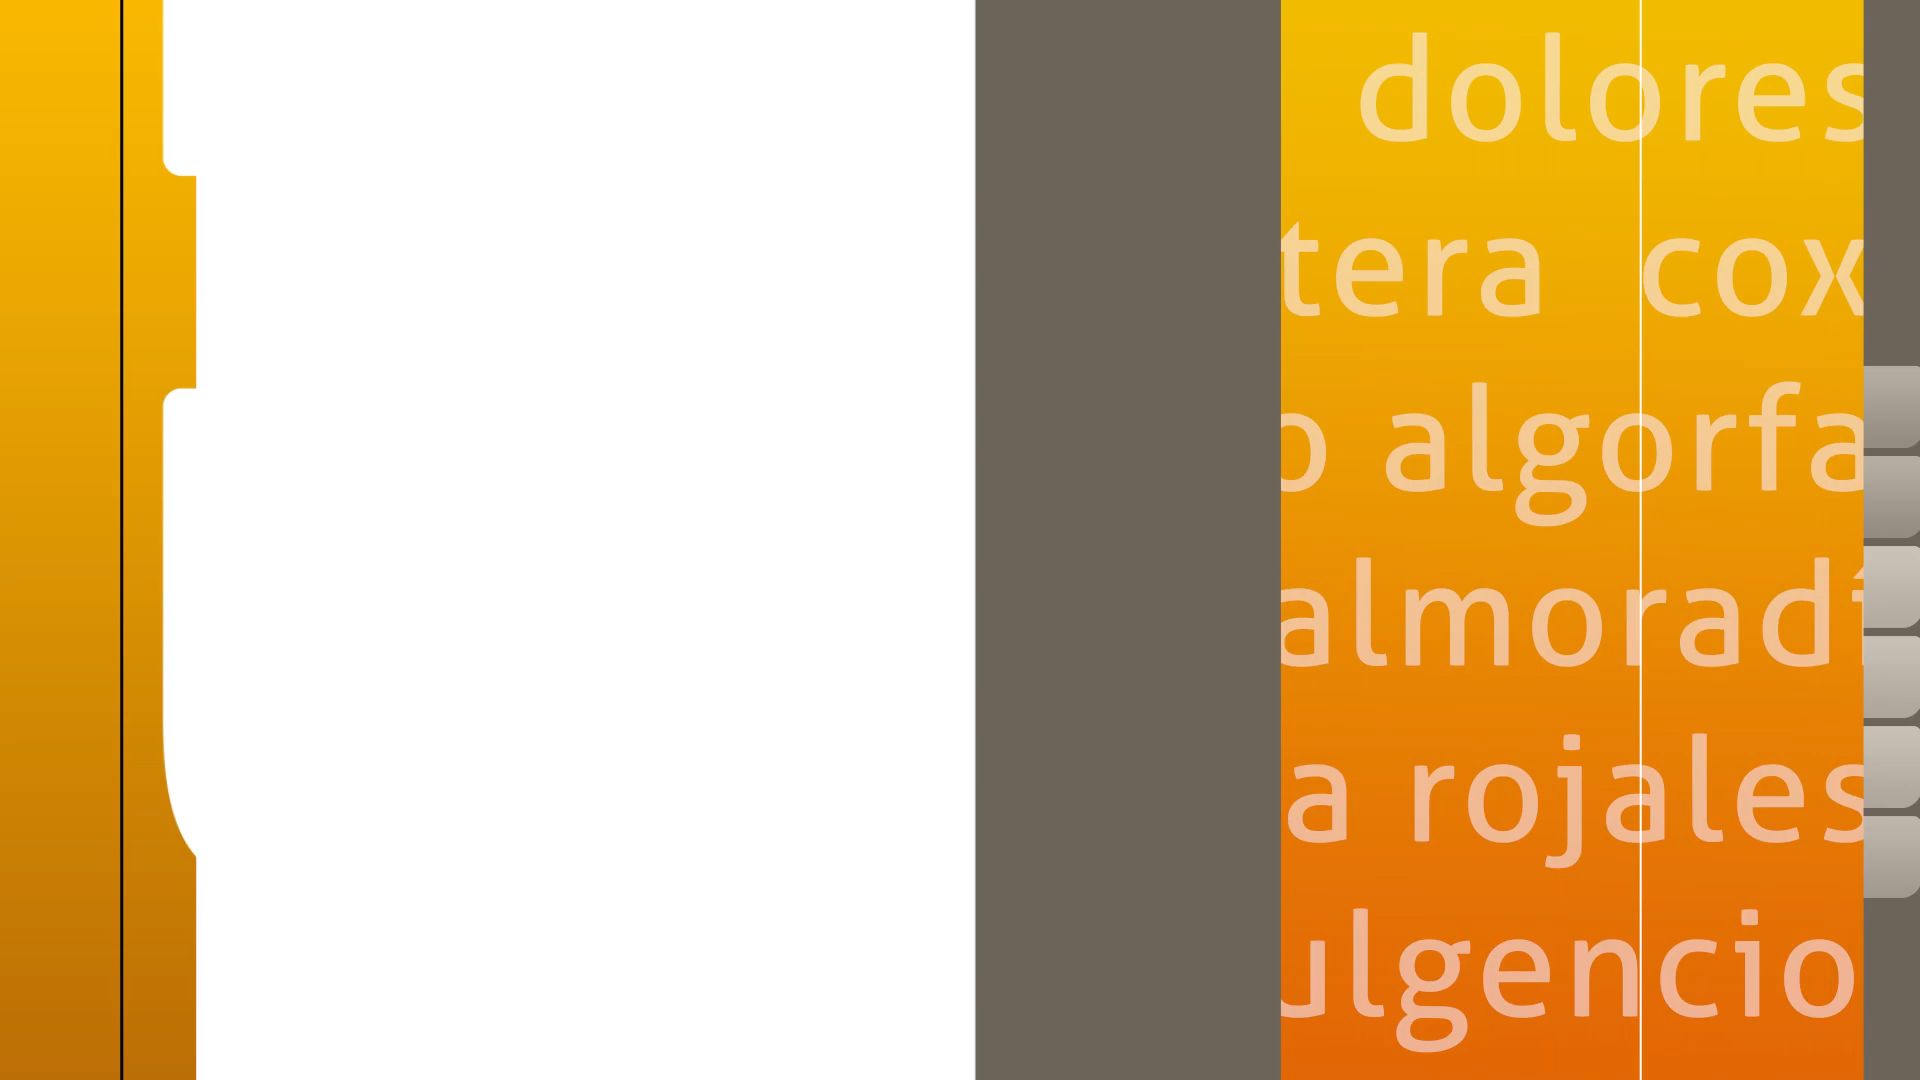 dolores
tera cox
o algorfa
almoradí
a rojales
ulgencio